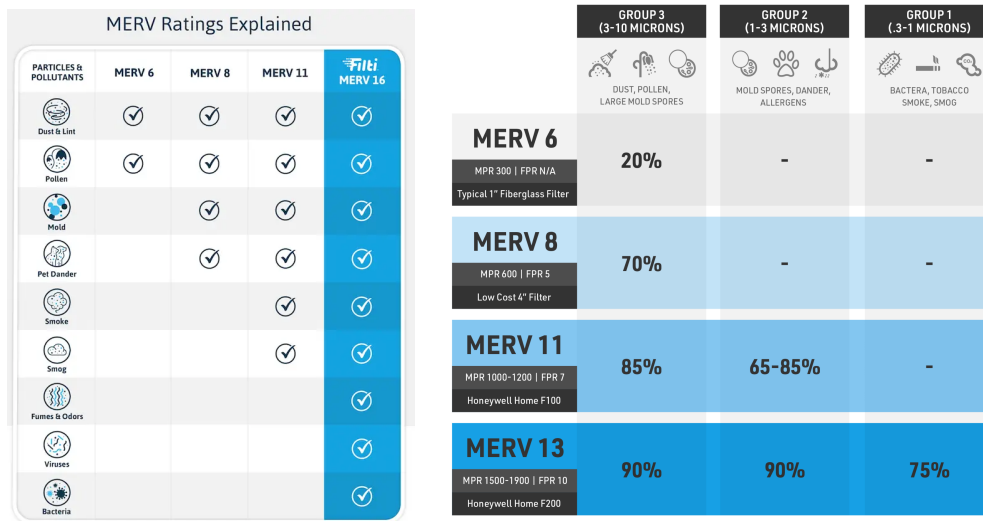 MERV Ratings Explained
PARTICLES &
POLLUTANTS
MERV 6
MERV 8
MERV 11
Filti
MERV 16
Dust & Lint
Pollen
Mold
Pet Dander
Smoke
Smog
Fumes & Odors
Viruses
Bacteria
GROUP 3
(3-10 MICRONS)
GROUP 2
(1-3 MICRONS)
GROUP 1
(.3-1 MICRONS)
CO₂
DUST, POLLEN,
LARGE MOLD SPORES
MOLD SPORES, DANDER,
ALLERGENS
BACTERA, TOBACCO
SMOKE, SMOG
MERV 6
MPR 300 | FPR N/A
Typical 1" Fiberglass Filter
20%
-
-
MERV 8
MPR 600 | FPR 5
Low Cost 4" Filter
70%
-
-
MERV 11
MPR 1000-1200 | FPR 7
Honeywell Home F100
85%
65-85%
-
MERV 13
MPR 1500-1900 | FPR 10
Honeywell Home F200
90%
90%
75%